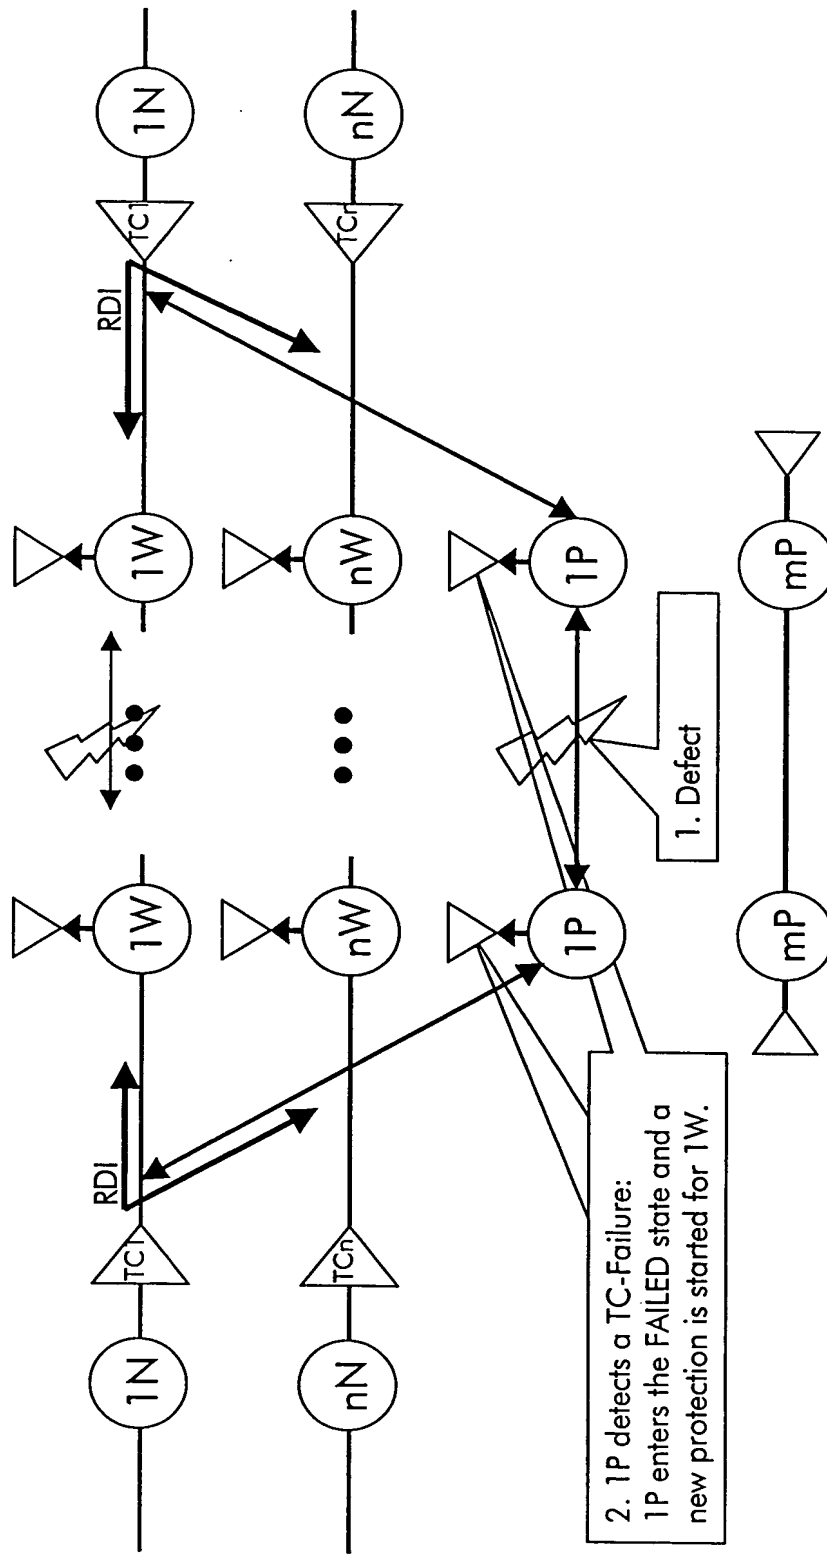 RDI
RDI
1N
TC1
1W
1W
TC1
1N
nN
TCn
nW
nW
TCn
nN
1P
1P
2. 1P detects a TC-Failure:
1P enters the FAILED state and a
new protection is started for 1W.
1. Defect
mP
mP